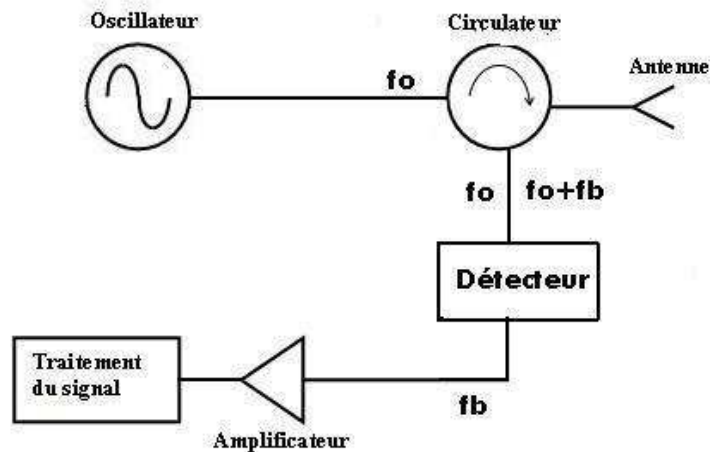 Oscillateur
Circulateur
Antenne
fo
fo
fo+fb
Détecteur
Traitement
du signal
fb
Amplificateur